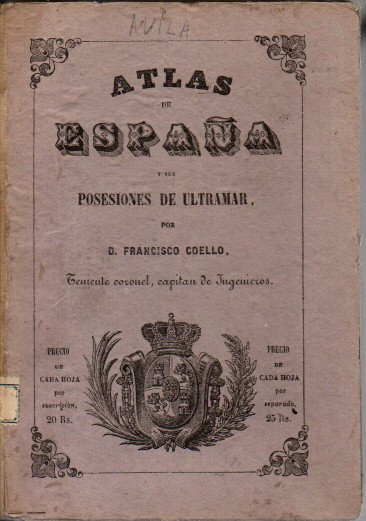 AVILA
ATLAS
DE
ESPAÑA
Y SUS
POSESIONES DE ULTRAMAR,
POR
D. FRANCISCO COELLO,
Teniente coronel, capitan de Ingenieros.
PRECIO
DE
CADA HOJA
por
suscripion,
20 Rs.
PRECIO
DE
CADA HOJA
por
separado,
25 Rs.